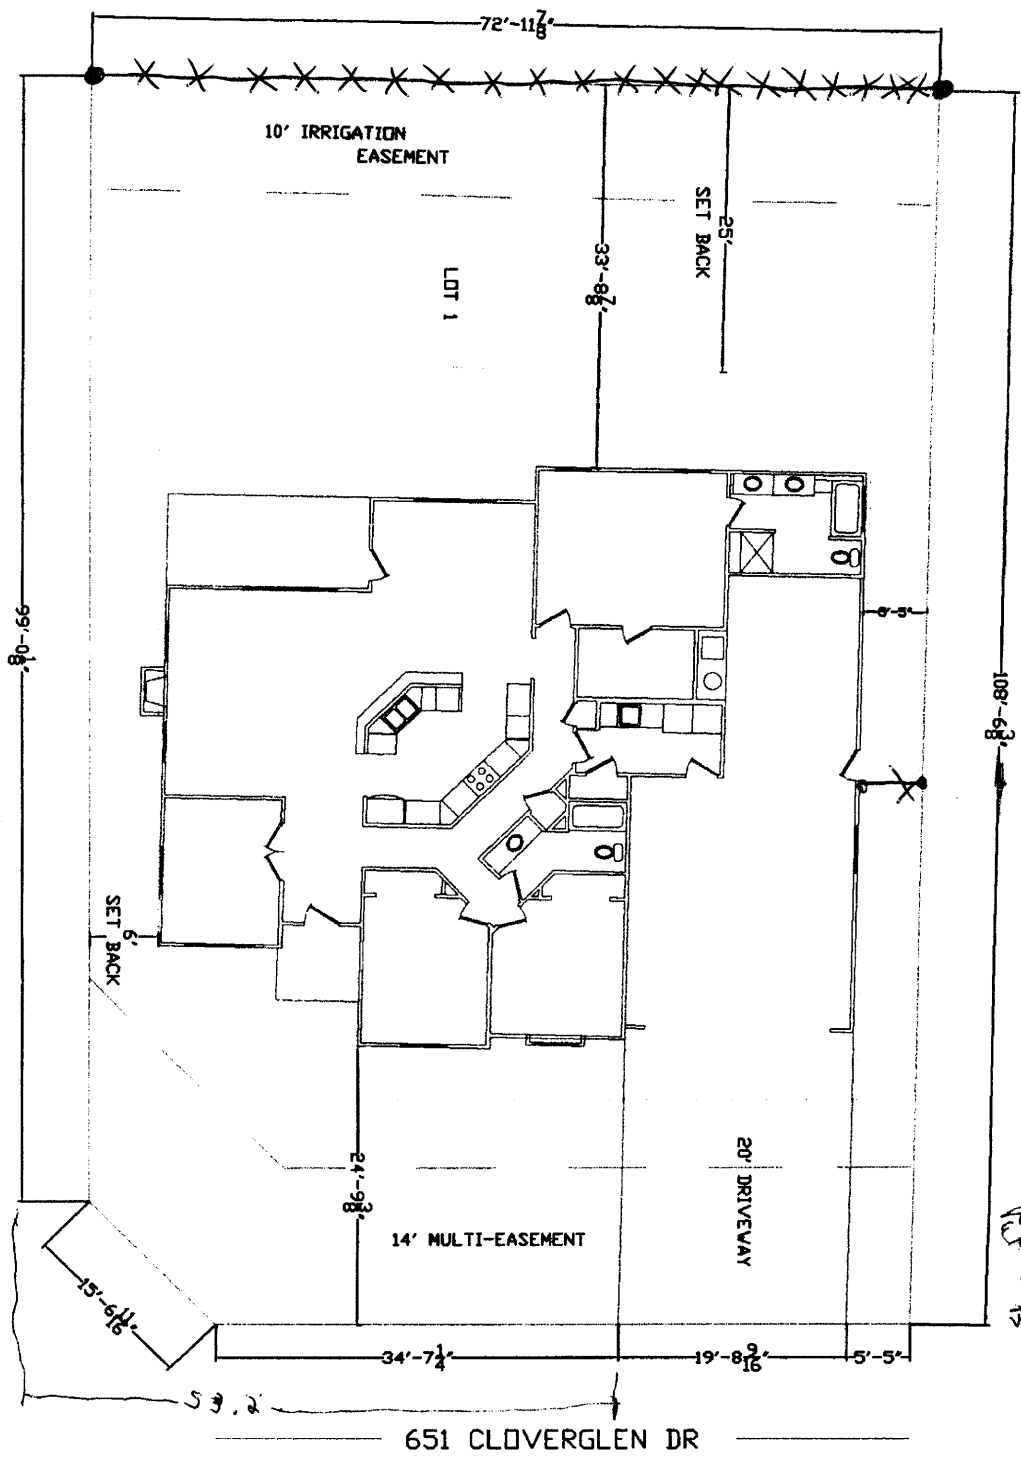 72'-11 7/8"
10' IRRIGATION
EASEMENT
SET BACK
25'
33'-8 7/8"
LOT 1
99'-0 1/8"
6'-5"
108'-6 3/8"
SET BACK
6'
24'-9 3/8"
20' DRIVEWAY
14' MULTI-EASEMENT
15'-6 11/16"
34'-7 1/4"
19'-8 9/16"
5'-5"
53.2
651 CLOVERGLEN DR